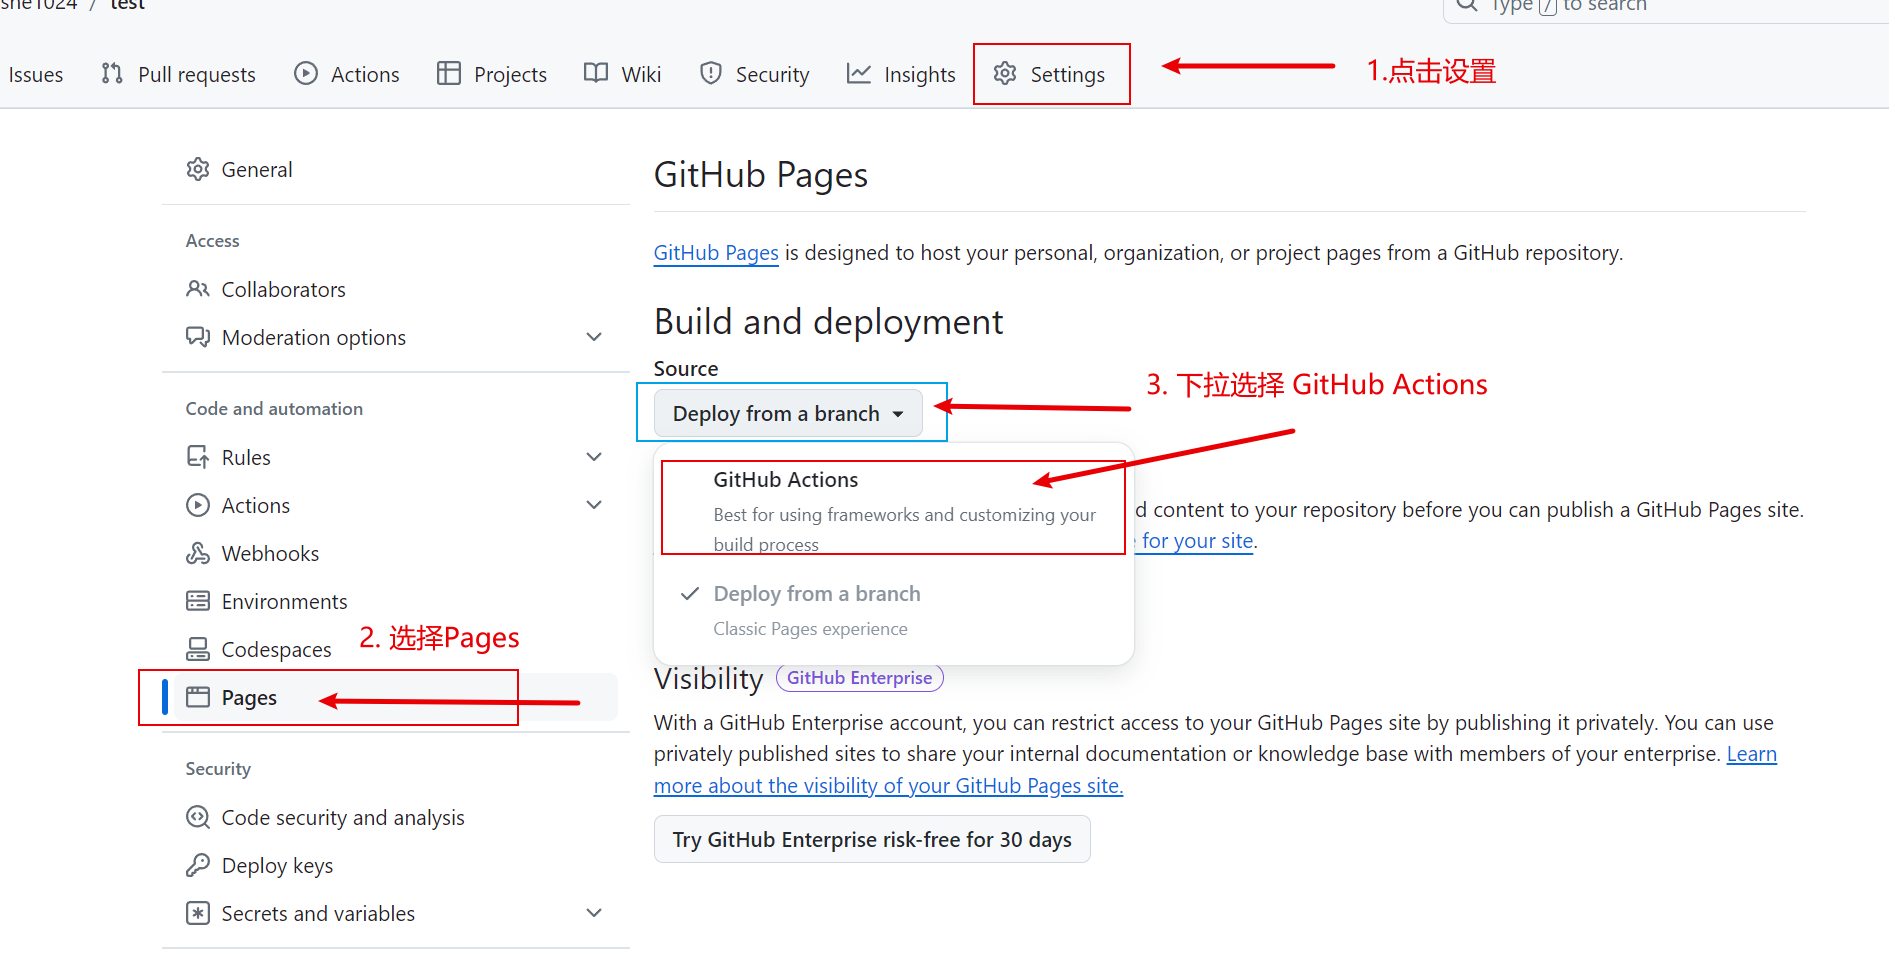 test
Type / to search
Issues
Pull requests
Actions
Projects
Wiki
Security
Insights
Settings
1.点击设置
General
Access
Collaborators
Moderation options
Code and automation
Rules
Actions
Webhooks
Environments
Codespaces
2. 选择Pages
Pages
Security
Code security and analysis
Deploy keys
Secrets and variables
GitHub Pages
GitHub Pages is designed to host your personal, organization, or project pages from a GitHub repository.
Build and deployment
Source
3. 下拉选择 GitHub Actions
Deploy from a branch
GitHub Actions
Best for using frameworks and customizing your
build process
d content to your repository before you can publish a GitHub Pages site.
for your site.
Deploy from a branch
Classic Pages experience
Visibility GitHub Enterprise
With a GitHub Enterprise account, you can restrict access to your GitHub Pages site by publishing it privately. You can use
privately published sites to share your internal documentation or knowledge base with members of your enterprise. Learn
more about the visibility of your GitHub Pages site.
Try GitHub Enterprise risk-free for 30 days